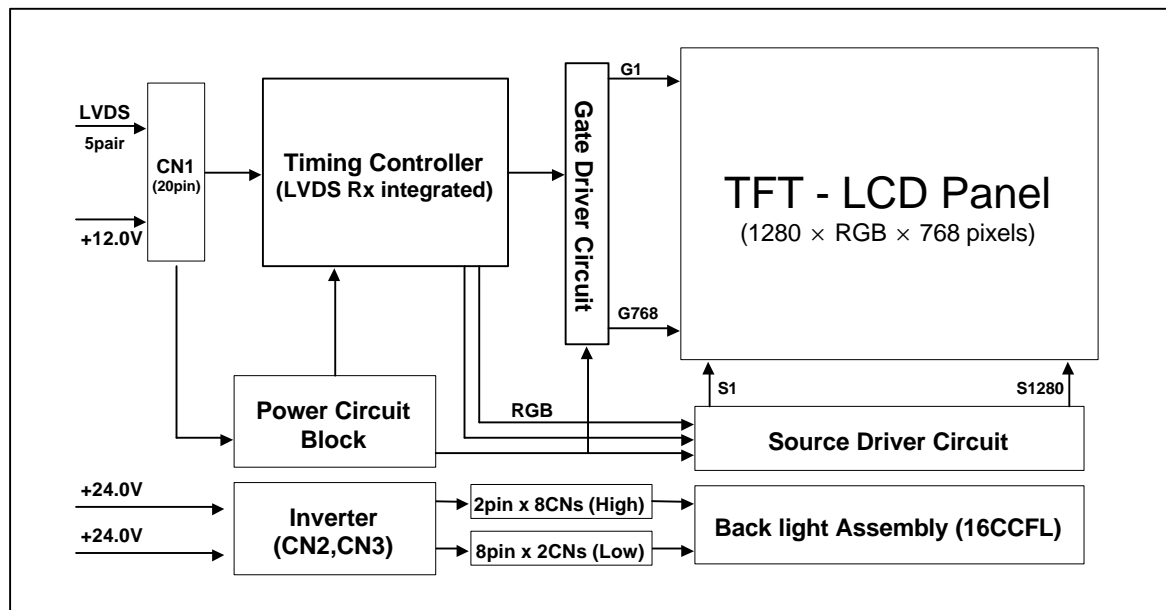 LVDS
5pair
CN1
(20pin)
+12.0V
Timing Controller
(LVDS Rx integrated)
Gate Driver Circuit
G1
G768
TFT - LCD Panel
(1280 × RGB × 768 pixels)
S1
S1280
Power Circuit
Block
RGB
Source Driver Circuit
+24.0V
+24.0V
Inverter
(CN2,CN3)
2pin x 8CNs (High)
8pin x 2CNs (Low)
Back light Assembly (16CCFL)